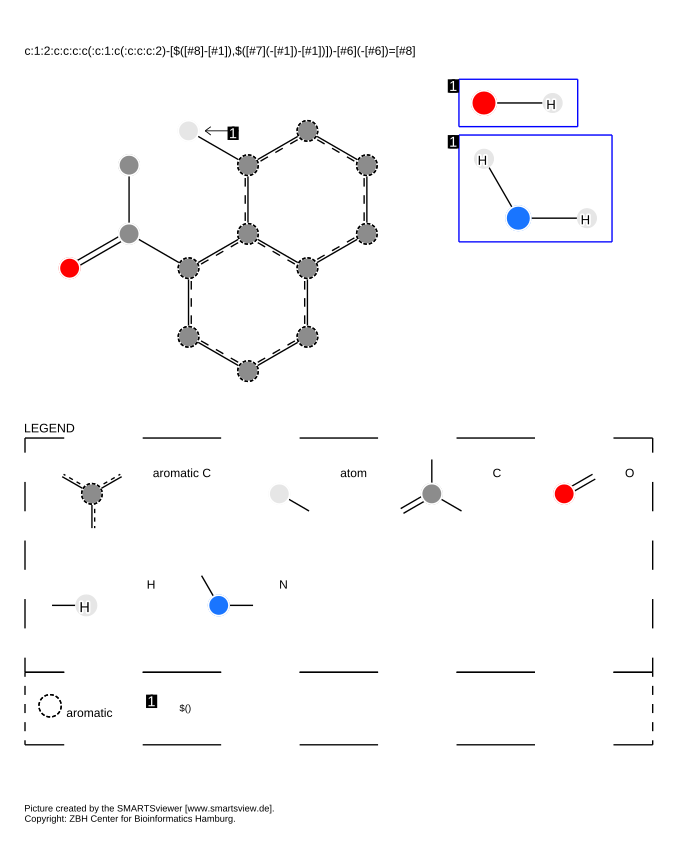 c:1:2:c:c:c:c(:c:1:c(:c:c:c:2)-[$([#8]-[#1]),$([#7](-[#1])-[#1])])-[#6](-[#6])=[#8]
1
H
1
1
H
H
LEGEND
aromatic C
atom
C
O
H
H
N
aromatic
1
$()
Picture created by the SMARTSviewer [www.smartsview.de].
Copyright: ZBH Center for Bioinformatics Hamburg.